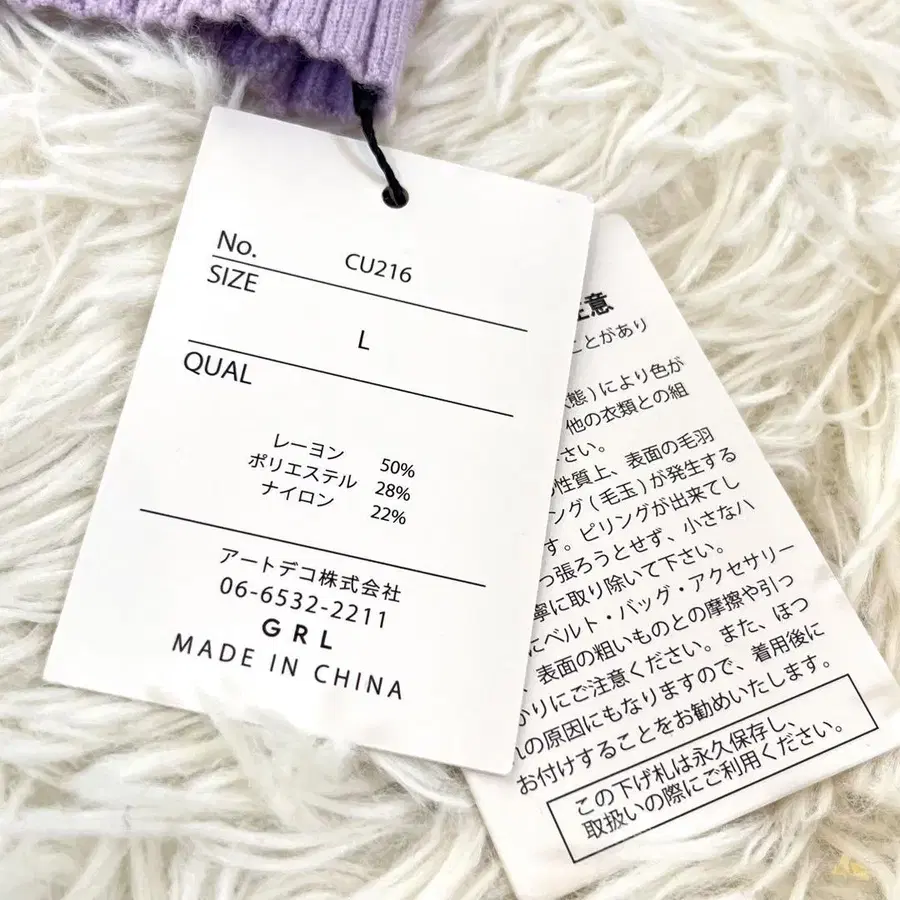 No. CU216
SIZE
L
QUAL
レーヨン 50%
ポリエステル 28%
ナイロン 22%
アートデコ株式会社
06-6532-2211
GRL
MADE IN CHINA
意
ことがあり
態)により色が
他の衣類との組
さい。
性質上、表面の毛羽
ング(毛玉)が発生する
す。ピリングが出来てし
っ張ろうとせず、小さなハ
寧に取り除いて下さい。
にベルト・バッグ・アクセサリー
、表面の粗いものとの摩擦や引っ
かりにご注意ください。また、ほつ
の原因にもなりますので、着用後に
お付けすることをお勧めいたします。
この下げ札は永久保存し、
取扱いの際にご利用ください。